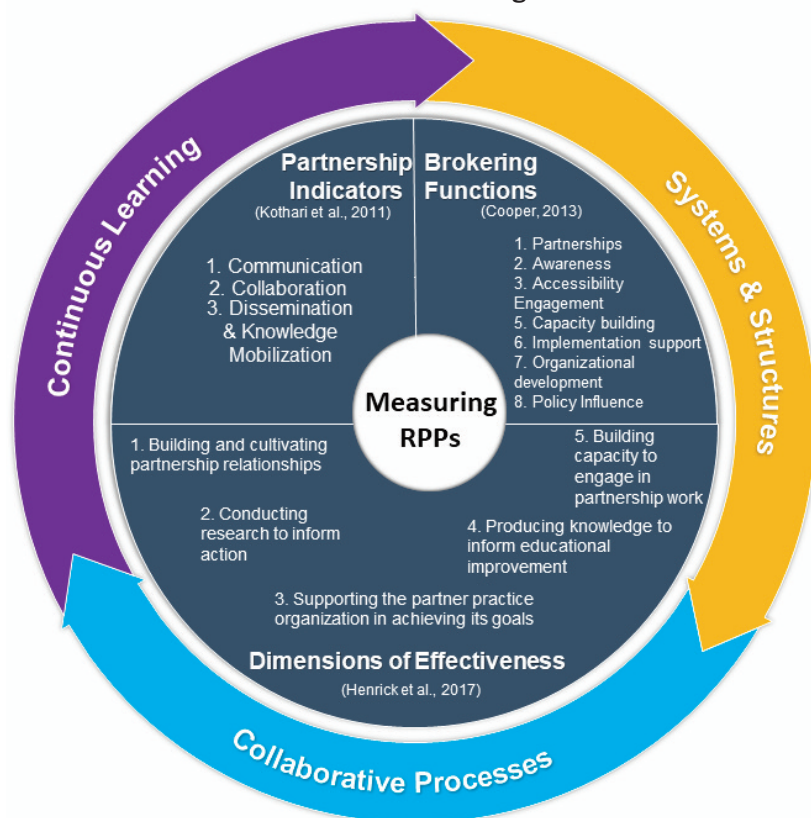 Continuous Learning
Systems & Structures
Collaborative Processes
Partnership
Indicators
(Kothari et al., 2011)
1. Communication
2. Collaboration
3. Dissemination
& Knowledge
Mobilization
Brokering
Functions
(Cooper, 2013)
1. Partnerships
2. Awareness
3. Accessibility
Engagement
5. Capacity building
6. Implementation support
7. Organizational
development
8. Policy Influence
Measuring
RPPs
1. Building and cultivating
partnership relationships
2. Conducting
research to inform
action
3. Supporting the partner practice
organization in achieving its goals
4. Producing knowledge to
inform educational
improvement
5. Building
capacity to
engage in
partnership work
Dimensions of Effectiveness
(Henrick et al., 2017)